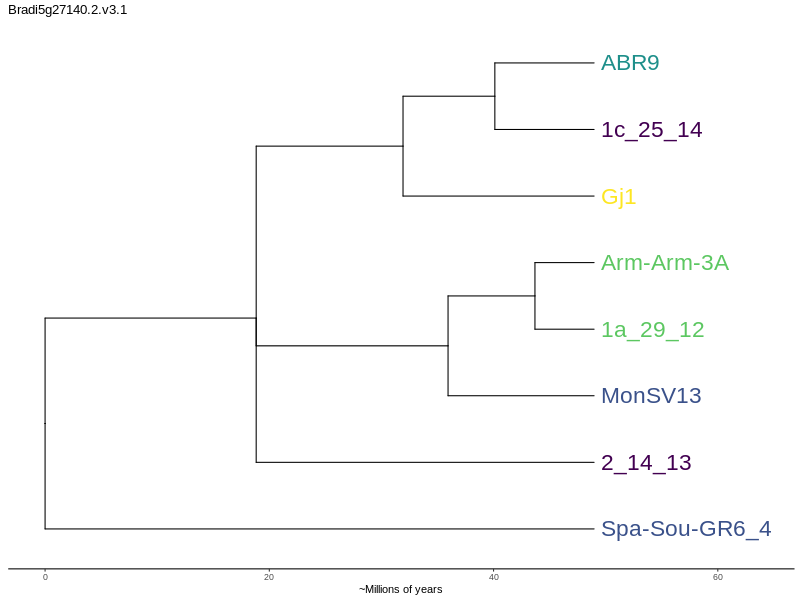 Bradi5g27140.2.v3.1
ABR9
1c_25_14
Gj1
Arm-Arm-3A
1a_29_12
MonSV13
2_14_13
Spa-Sou-GR6_4
0 20 40 60
~Millions of years